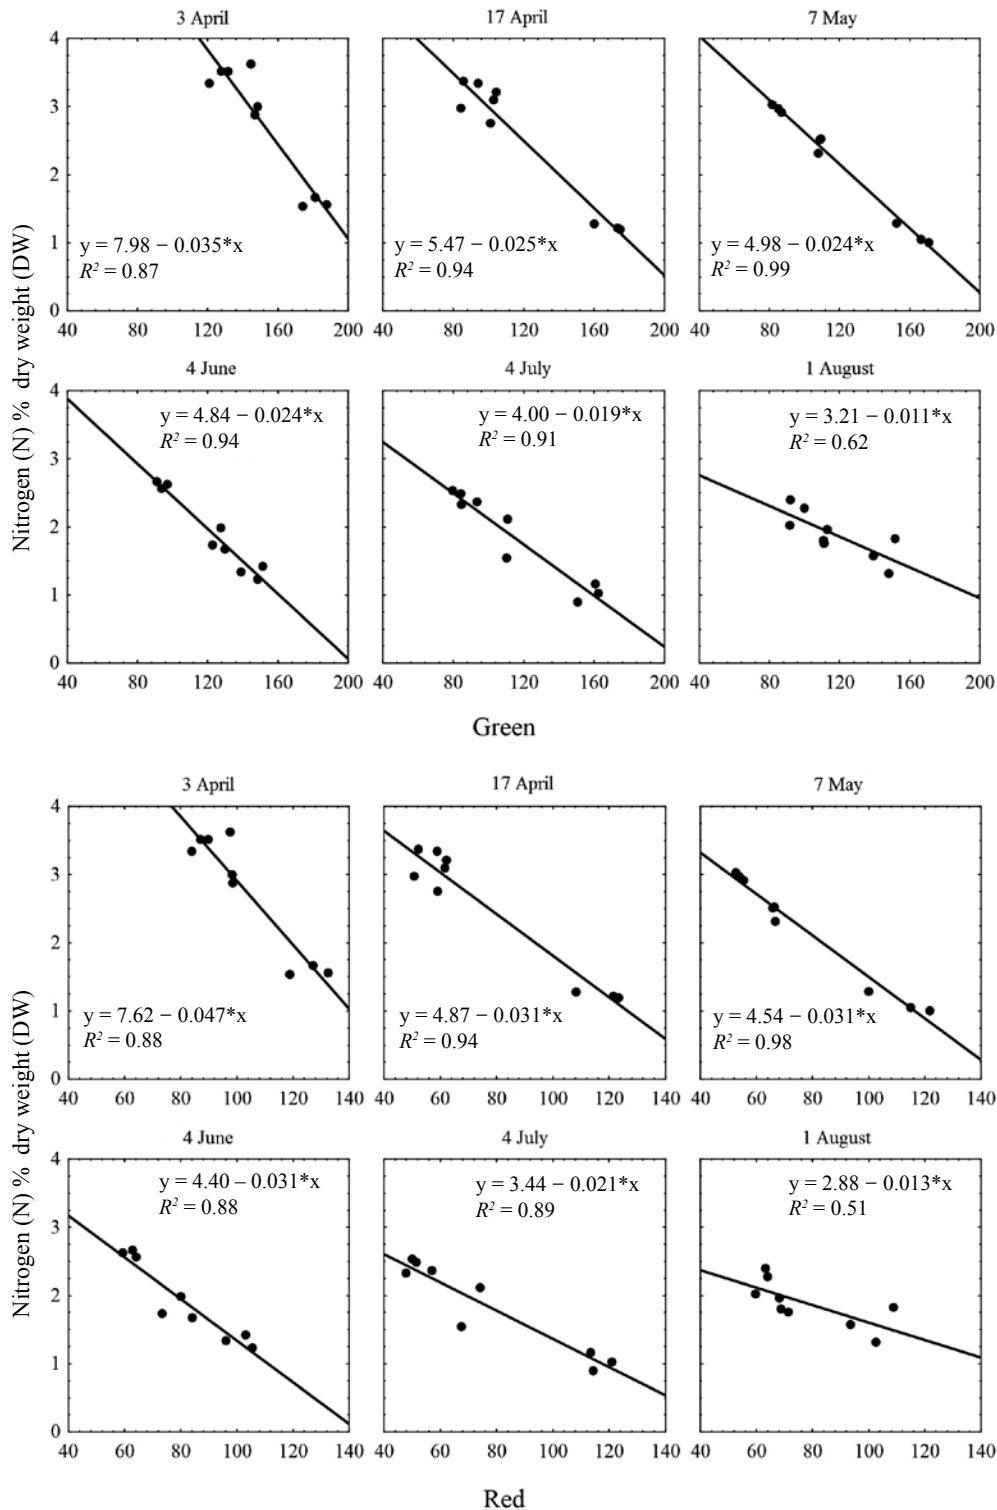 3 April 17 April 7 May
4
3
2
1
0
y = 7.98 − 0.035*x
R² = 0.87
y = 5.47 − 0.025*x
R² = 0.94
y = 4.98 − 0.024*x
R² = 0.99
40 80 120 160 200 40 80 120 160 200 40 80 120 160 200
Nitrogen (N) % dry weight (DW)
4 June 4 July 1 August
4
3
2
1
0
y = 4.84 − 0.024*x
R² = 0.94
y = 4.00 − 0.019*x
R² = 0.91
y = 3.21 − 0.011*x
R² = 0.62
40 80 120 160 200 40 80 120 160 200 40 80 120 160 200
Green
3 April 17 April 7 May
4
3
2
1
0
y = 7.62 − 0.047*x
R² = 0.88
y = 4.87 − 0.031*x
R² = 0.94
y = 4.54 − 0.031*x
R² = 0.98
40 60 80 100 120 140 40 60 80 100 120 140 40 60 80 100 120 140
Nitrogen (N) % dry weight (DW)
4 June 4 July 1 August
4
3
2
1
0
y = 4.40 − 0.031*x
R² = 0.88
y = 3.44 − 0.021*x
R² = 0.89
y = 2.88 − 0.013*x
R² = 0.51
40 60 80 100 120 140 40 60 80 100 120 140 40 60 80 100 120 140
Red